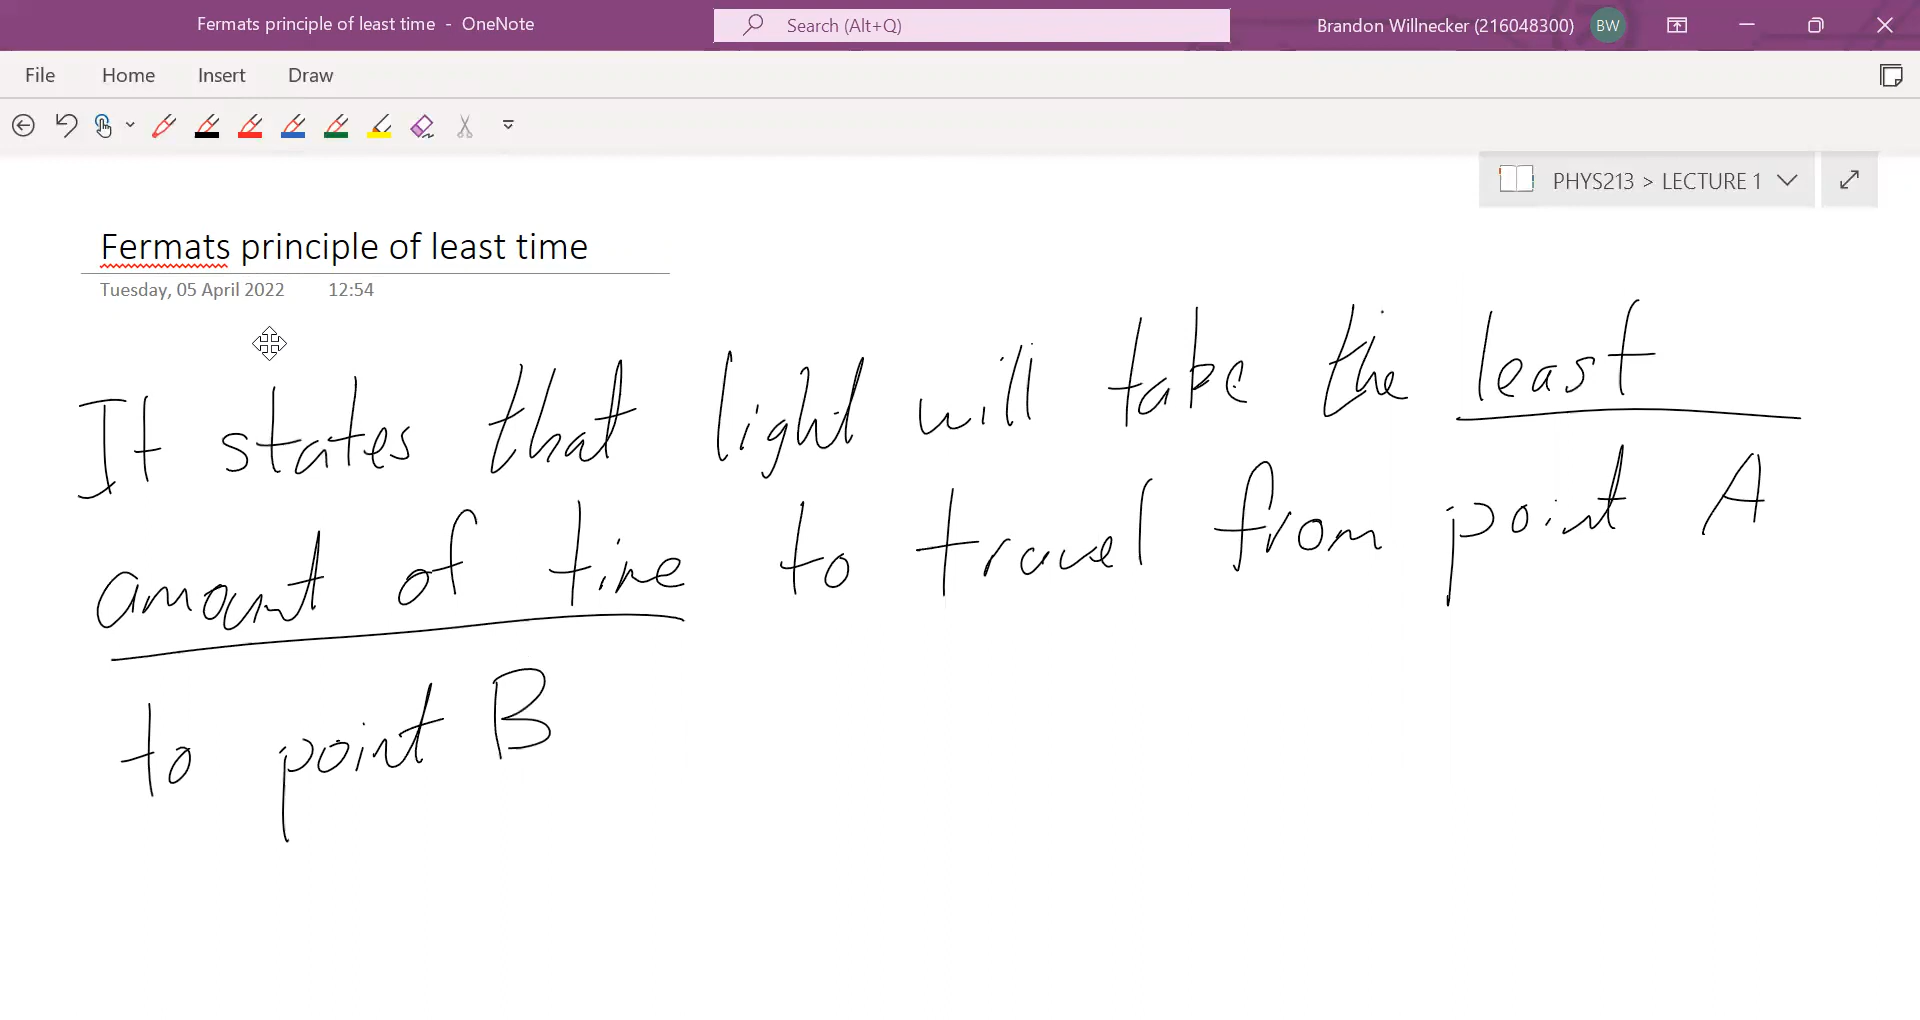 Fermats principle of least time - OneNote
Search (Alt+Q)
Brandon Willnecker (216048300)
BW
File Home Insert Draw
PHYS213 > LECTURE 1
Fermats principle of least time
Tuesday, 05 April 2022 12:54
It states that light will take the least
amount of time to travel from point A
to point B